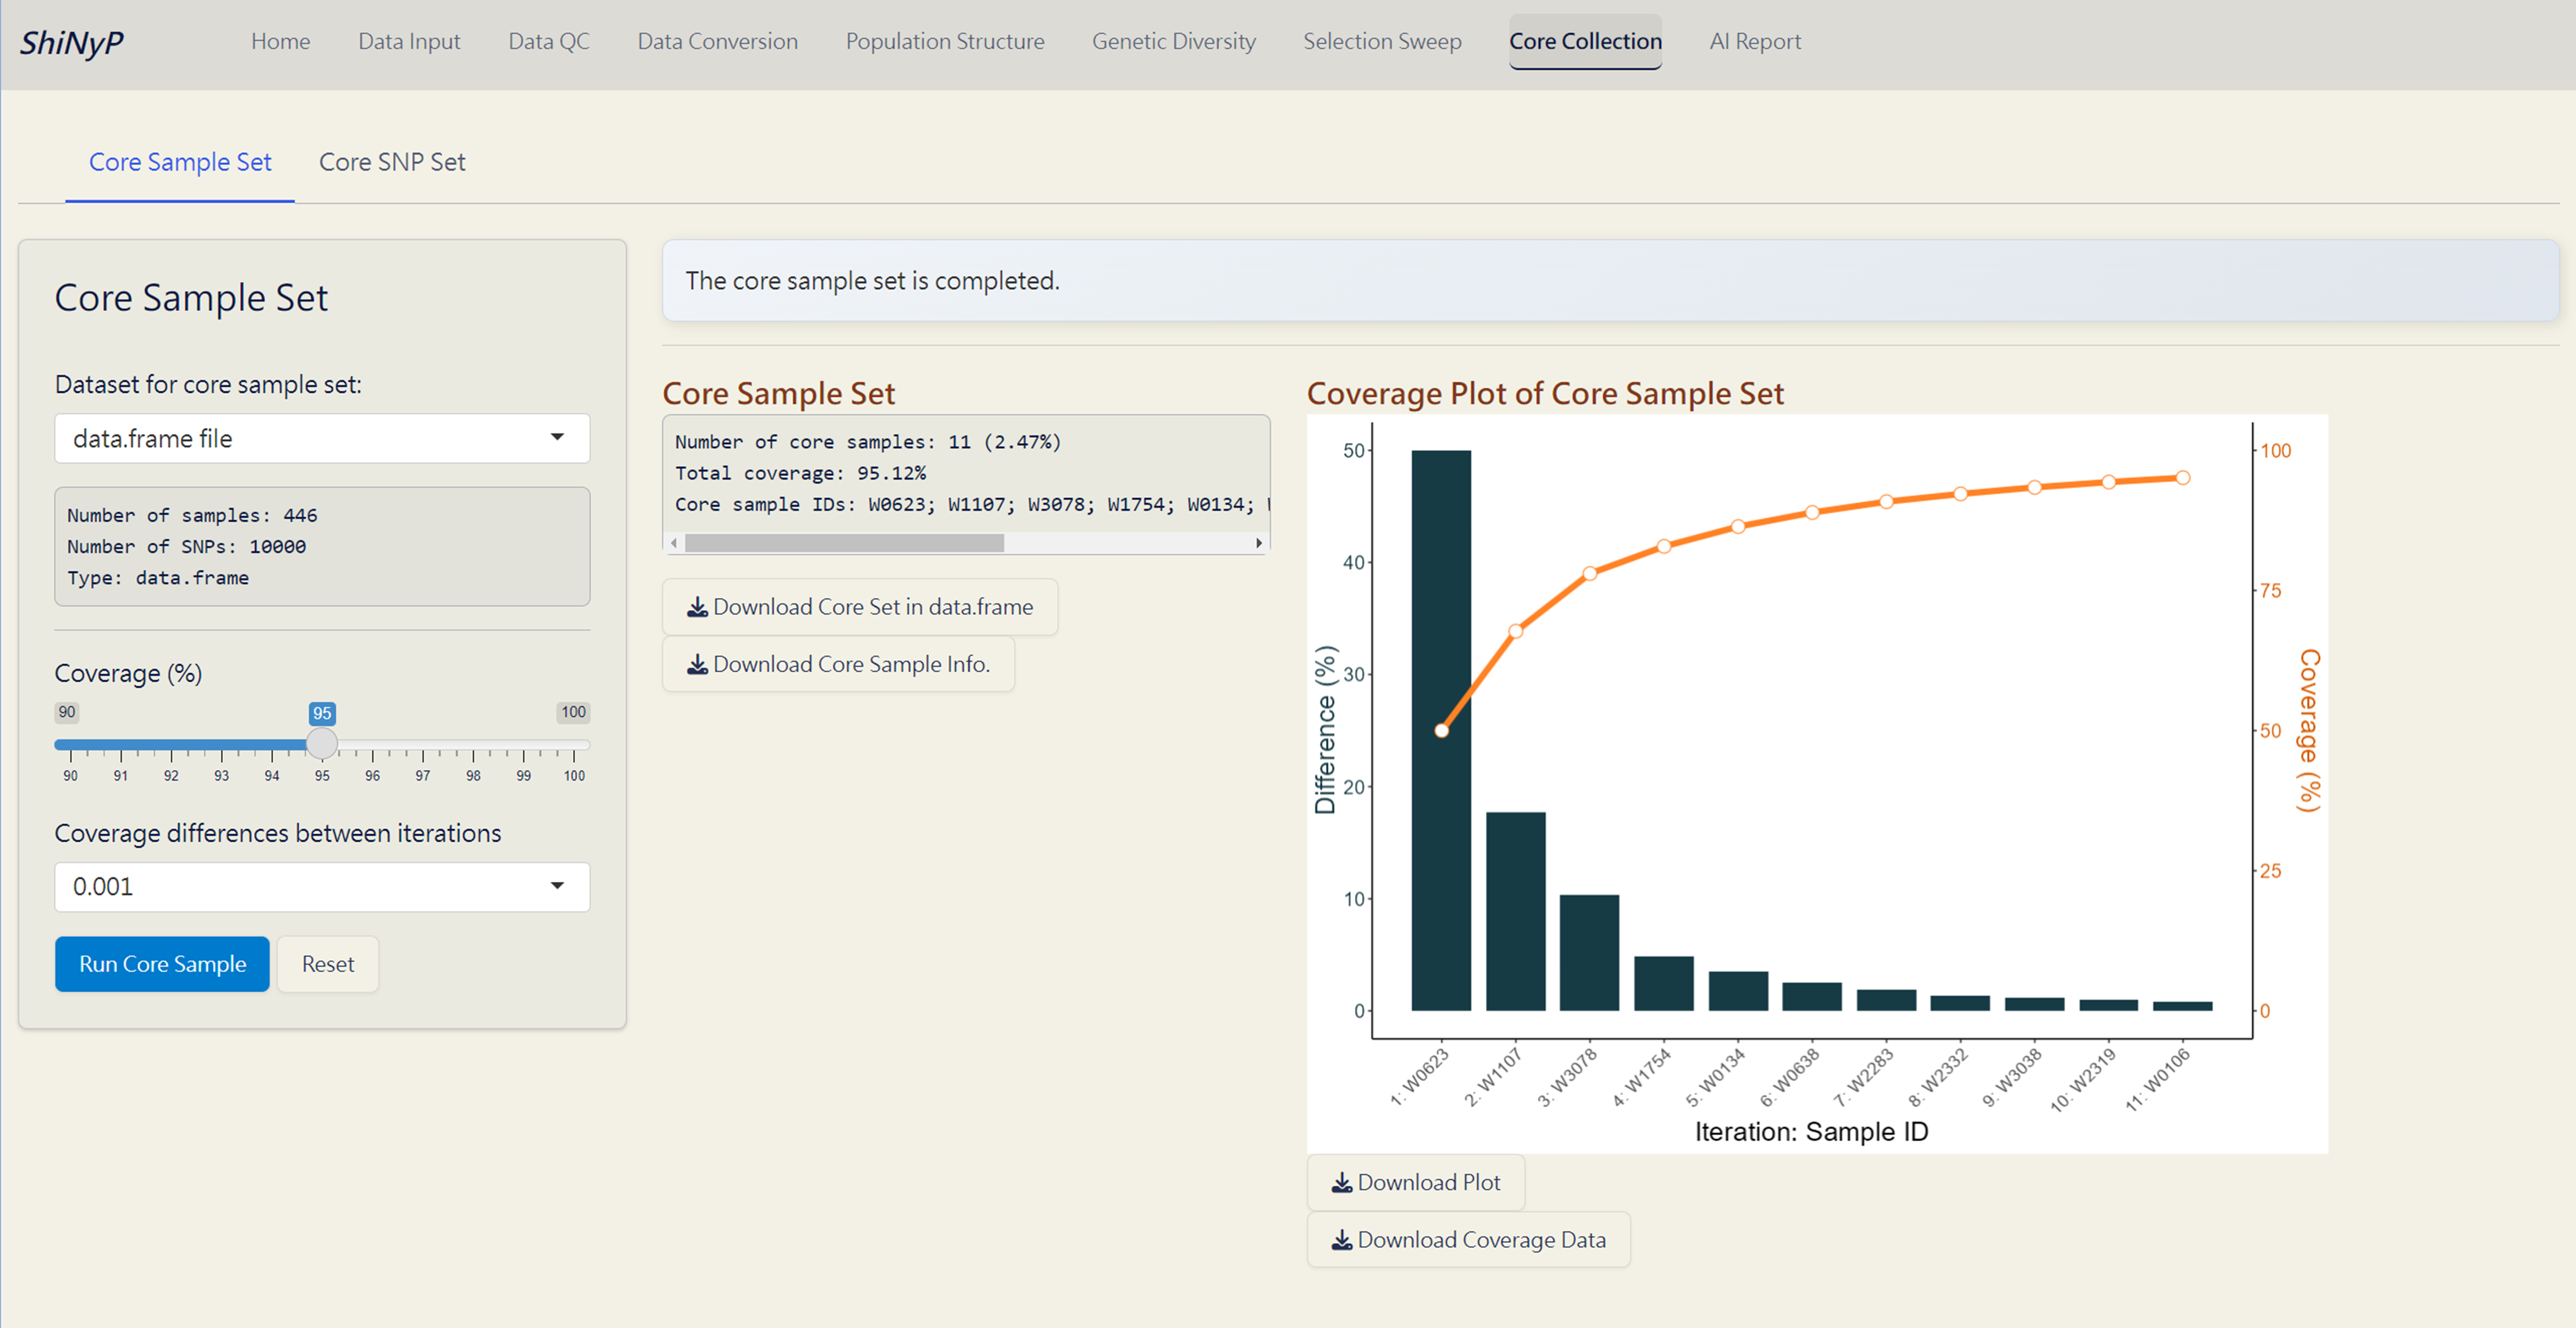 ShiNyP
Home Data Input Data QC Data Conversion Population Structure Genetic Diversity Selection Sweep Core Collection AI Report
Core Sample Set Core SNP Set
Core Sample Set
Dataset for core sample set:
data.frame file
Number of samples: 446
Number of SNPs: 10000
Type: data.frame
Coverage (%)
90 95 100
90 91 92 93 94 95 96 97 98 99 100
Coverage differences between iterations
0.001
Run Core Sample Reset
The core sample set is completed.
Core Sample Set
Number of core samples: 11 (2.47%)
Total coverage: 95.12%
Core sample IDs: W0623; W1107; W3078; W1754; W0134;
Download Core Set in data.frame
Download Core Sample Info.
Coverage Plot of Core Sample Set
Difference (%)
50
40
30
20
10
0
100
75
50
25
0
Coverage (%)
1: W0623
2: W1107
3: W3078
4: W1754
5: W0134
6: W0638
7: W2283
8: W2332
9: W3038
10: W2319
11: W0106
Iteration: Sample ID
Download Plot
Download Coverage Data